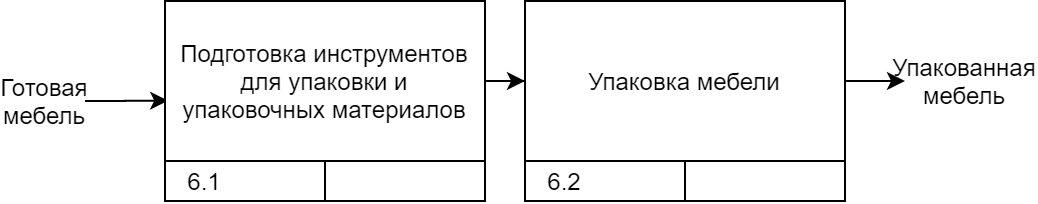 Готовая
мебель
Подготовка инструментов
для упаковки и
упаковочных материалов
6.1
Упаковка мебели
6.2
Упакованная
мебель